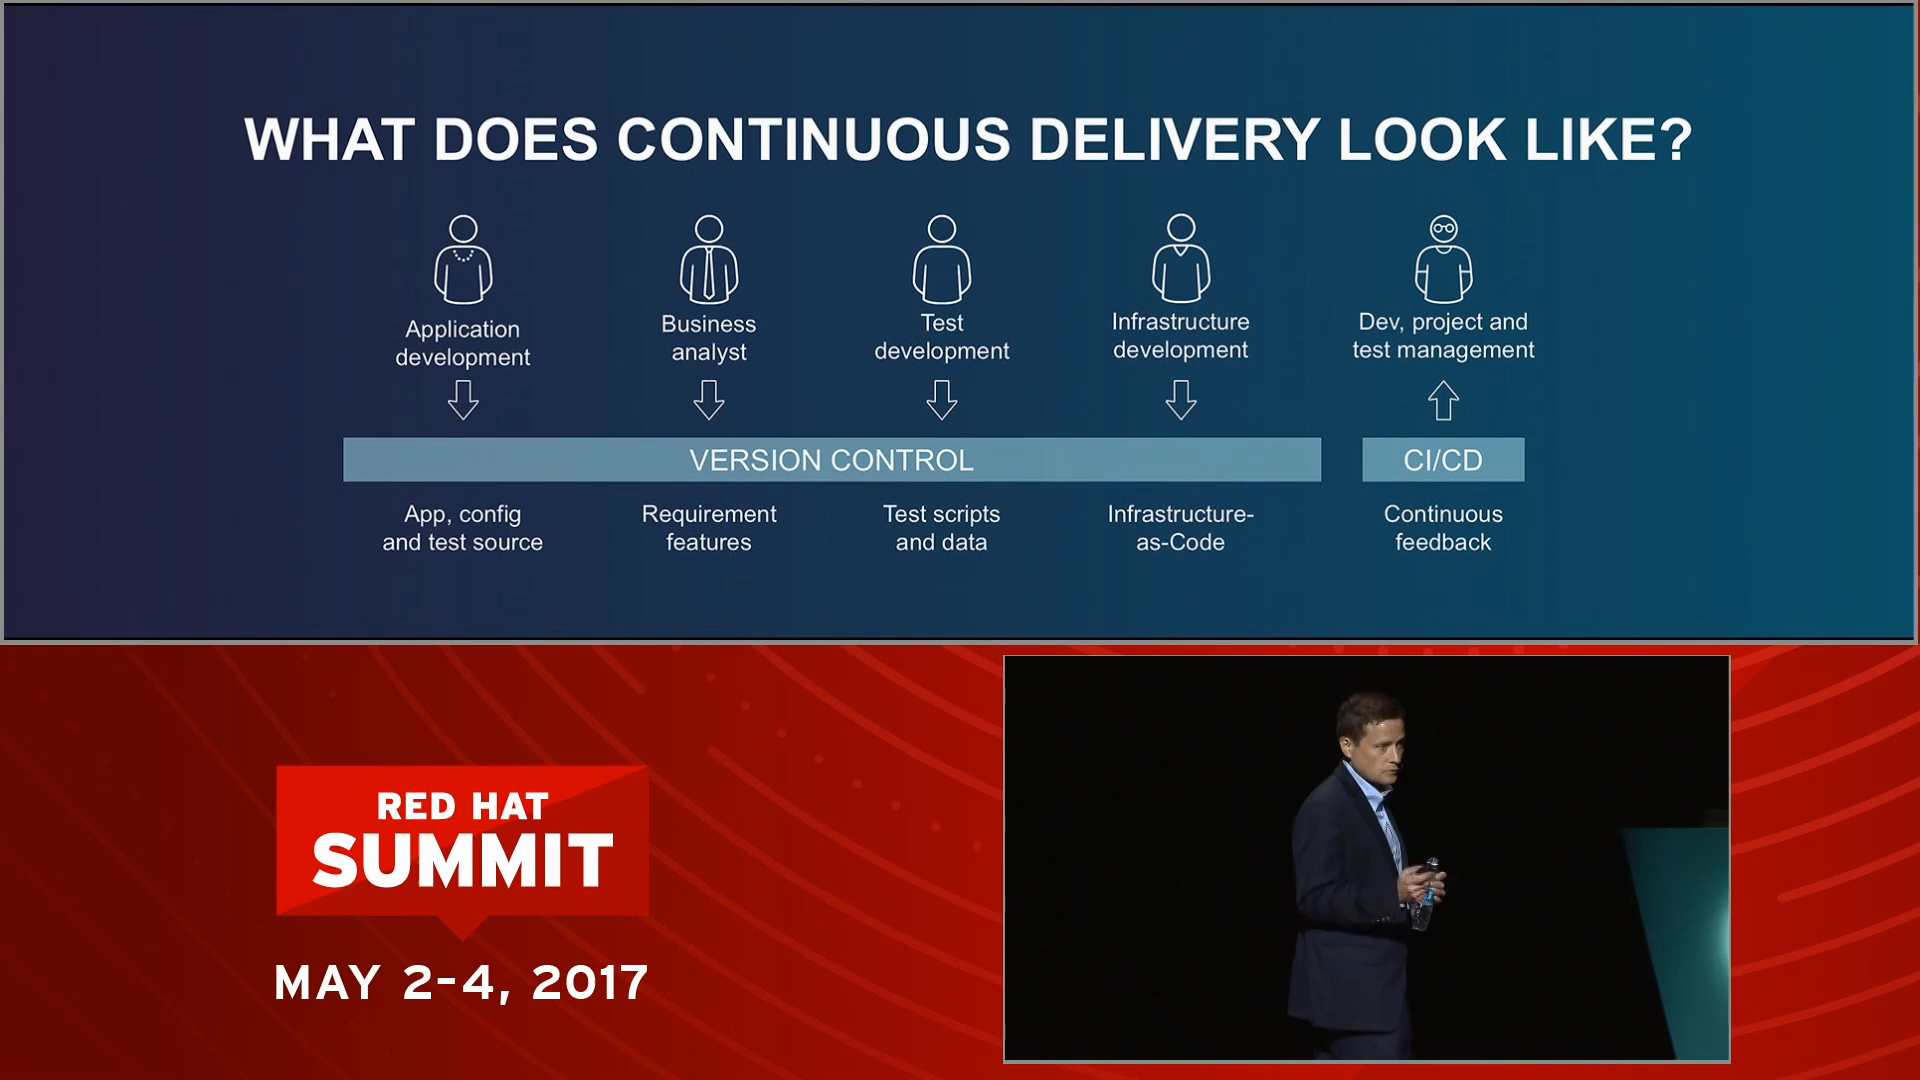 WHAT DOES CONTINUOUS DELIVERY LOOK LIKE?
Application
development
Business
analyst
Test
development
Infrastructure
development
Dev, project and
test management
VERSION CONTROL
CI/CD
App, config
and test source
Requirement
features
Test scripts
and data
Infrastructure-
as-Code
Continuous
feedback
RED HAT
SUMMIT
MAY 2-4, 2017